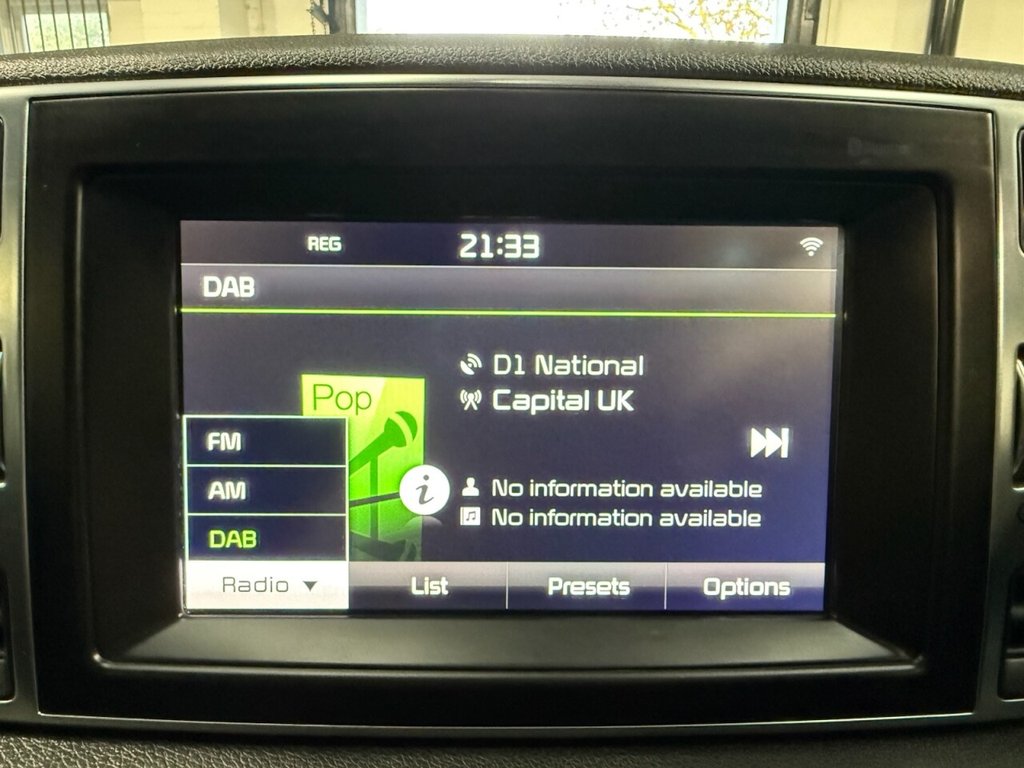 REG 21:33
DAB
D1 National
Capital UK
Pop
FM
AM
DAB
i
No information available
No information available
Radio List Presets Options